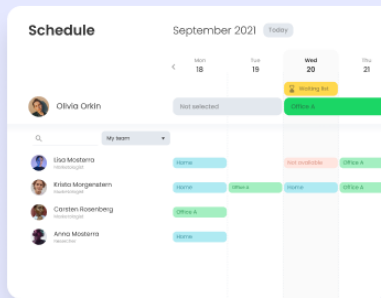 Schedule
September 2021 Today
Mon Tue Wed Thu
18 19 20 21
Waiting list
Olivia Orkin Not selected Office A
My team
Lisa Mosterra Home Not available Office A
Krista Morgenstern Home Office A Home Office A
Carsten Rosenberg Office A
Anna Mosterra Home